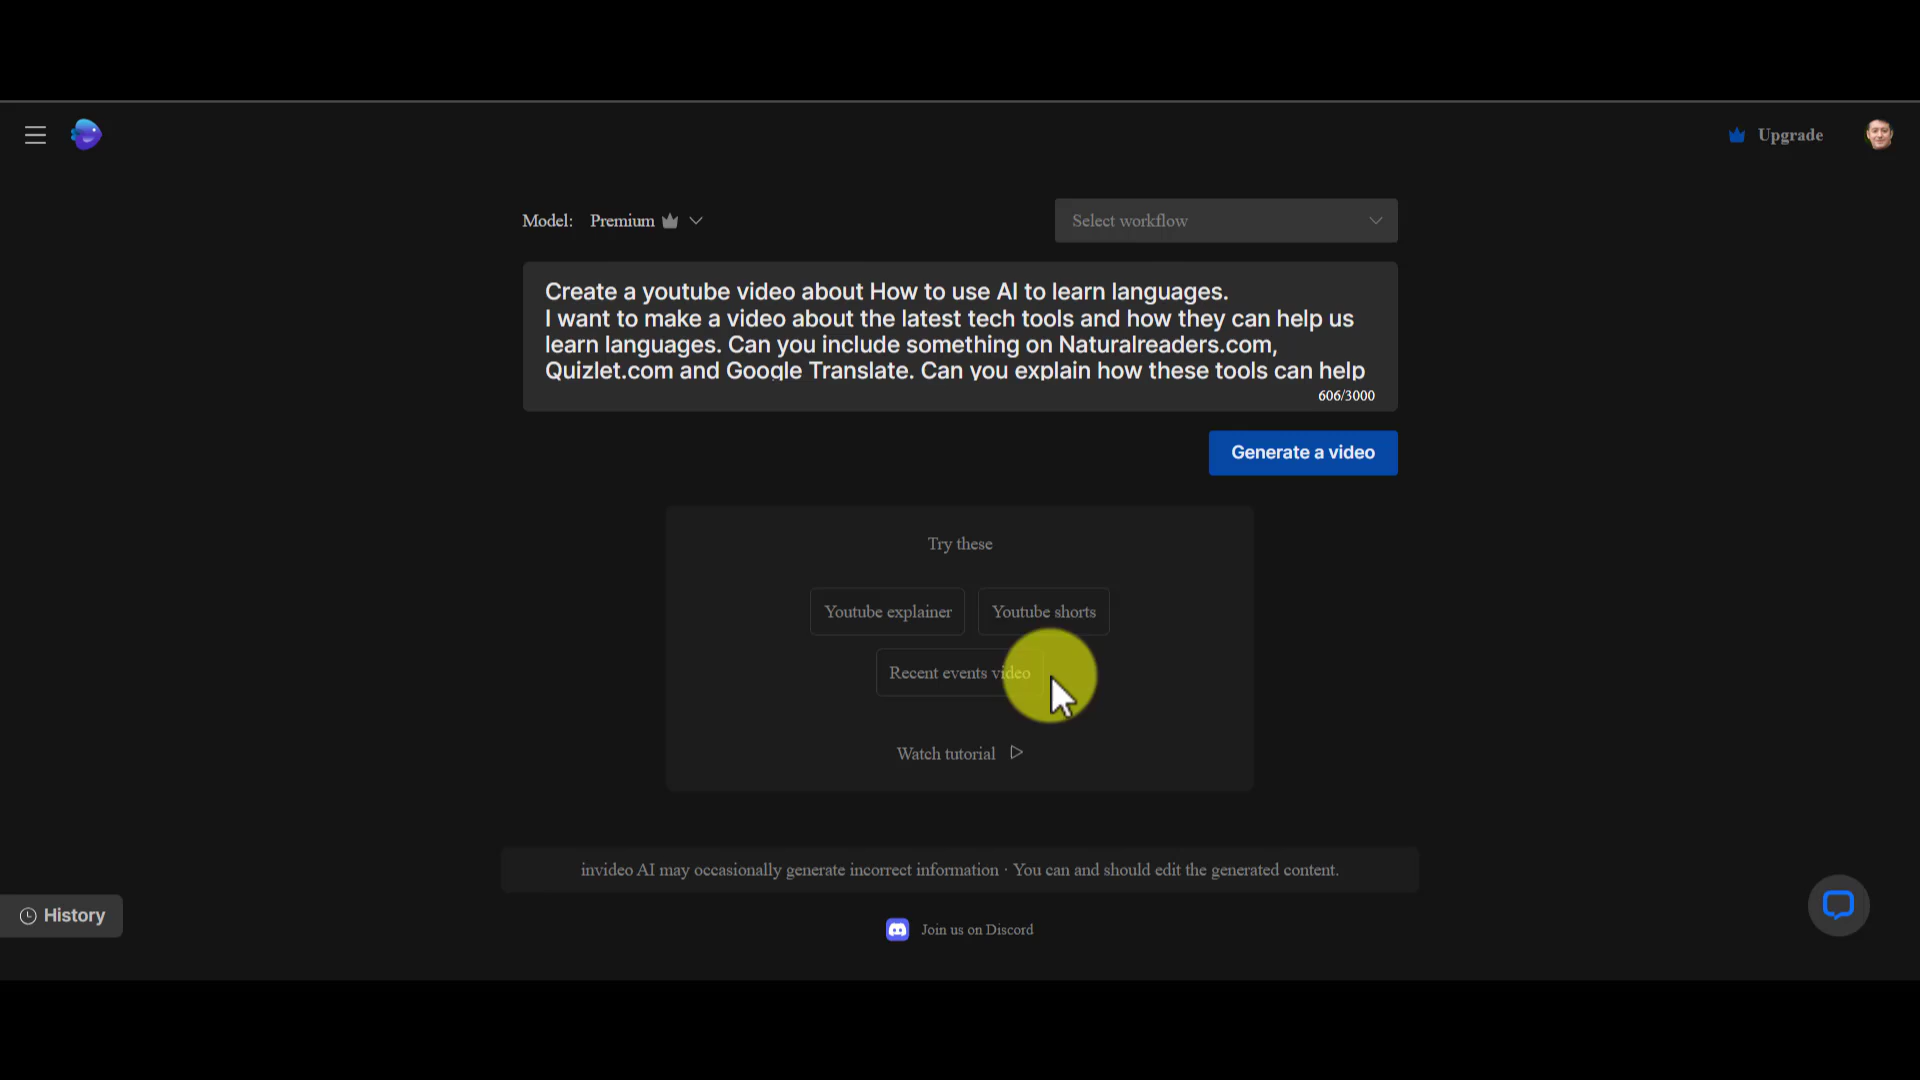 Upgrade
Model: Premium
Select workflow
Create a youtube video about How to use AI to learn languages.
I want to make a video about the latest tech tools and how they can help us
learn languages. Can you include something on Naturalreaders.com,
Quizlet.com and Google Translate. Can you explain how these tools can help
606/3000
Generate a video
Try these
Youtube explainer
Youtube shorts
Recent events video
Watch tutorial
invideo AI may occasionally generate incorrect information · You can and should edit the generated content.
History
Join us on Discord